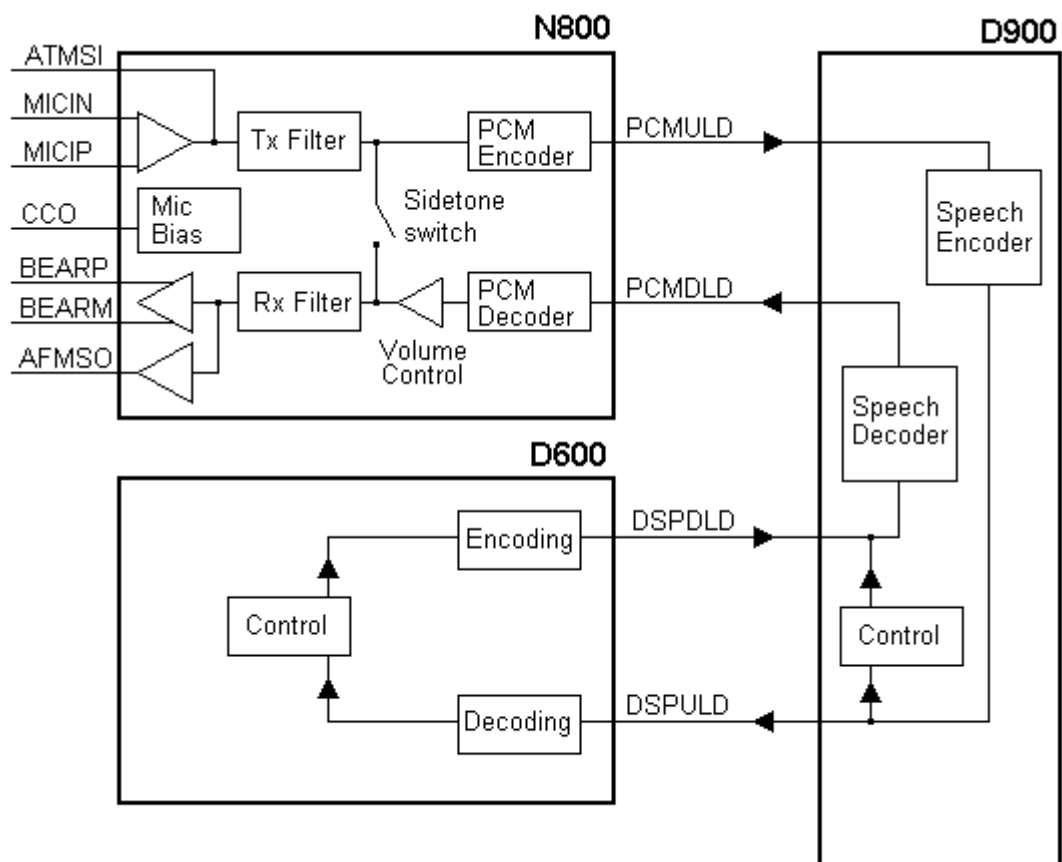 N800
D900
ATMSI
MICIN
MICIP
CCO
BEARP
BEARM
AFMSO
Tx Filter
PCM
Encoder
PCMULD
Mic
Bias
Sidetone
switch
Speech
Encoder
Rx Filter
PCM
Decoder
PCMDLD
Volume
Control
Speech
Decoder
D600
Encoding
DSPDLD
Control
Control
Decoding
DSPULD